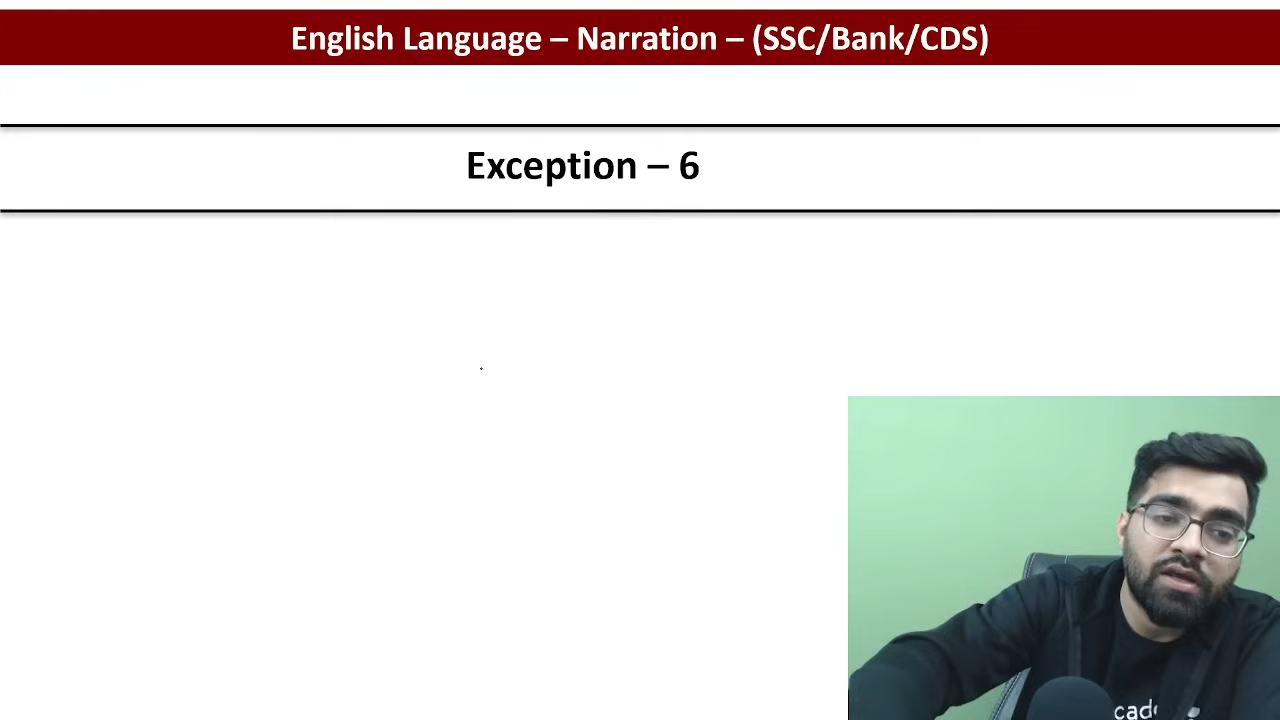 English Language – Narration – (SSC/Bank/CDS)
Exception – 6